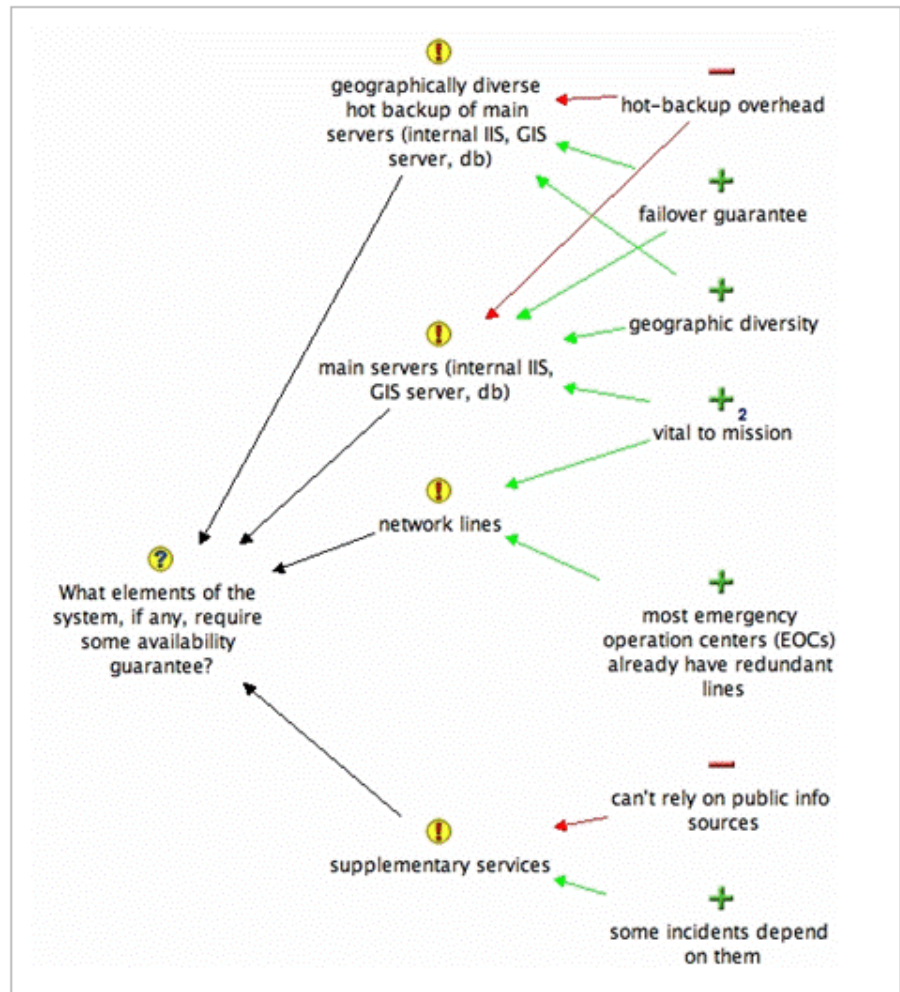 geographically diverse
hot backup of main
servers (internal IIS, GIS
server, db)
hot-backup overhead
failover guarantee
geographic diversity
main servers (internal IIS,
GIS server, db)
2
vital to mission
network lines
What elements of the
system, if any, require
some availability
guarantee?
most emergency
operation centers (EOCs)
already have redundant
lines
can't rely on public info
sources
supplementary services
some incidents depend
on them